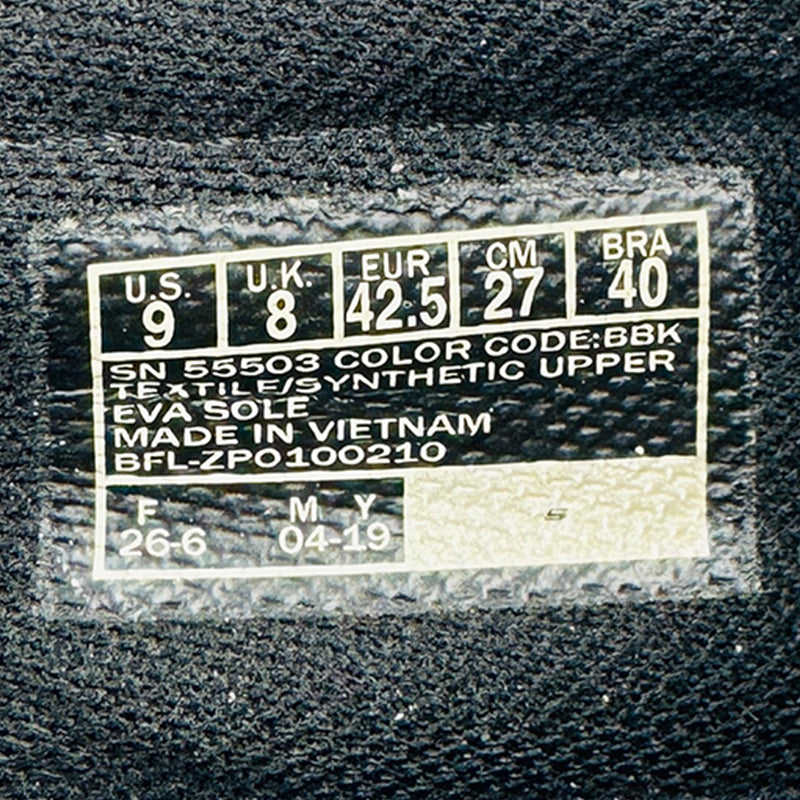 U.S. U.K. EUR CM BRA
9 8 42.5 27 40
SN 55503 COLOR CODE:BBK
TEXTILE/SYNTHETIC UPPER
EVA SOLE
MADE IN VIETNAM
BFL-ZPO100210
F M Y
26-6 04-19
S